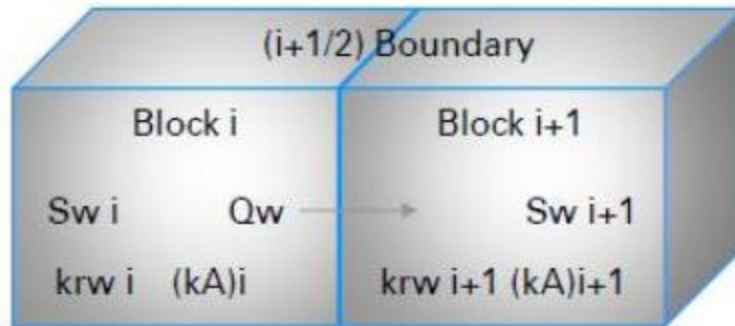 (i+1/2) Boundary
Block i Block i+1
Sw i Qw Sw i+1
krw i (kA)i krw i+1 (kA)i+1